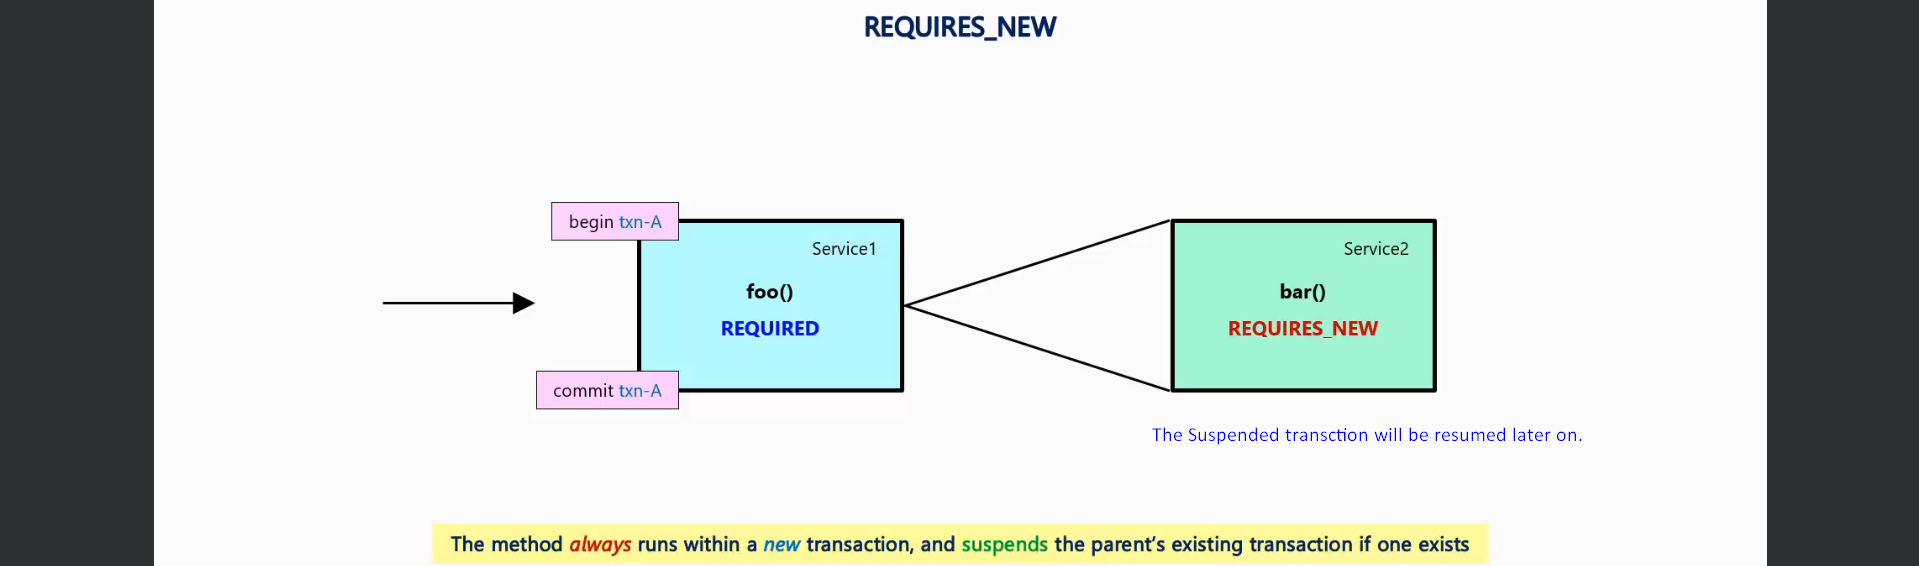 REQUIRES_NEW
begin txn-A
Service1
foo()
REQUIRED
commit txn-A
Service2
bar()
REQUIRES_NEW
The Suspended transction will be resumed later on.
The method always runs within a new transaction, and suspends the parent's existing transaction if one exists